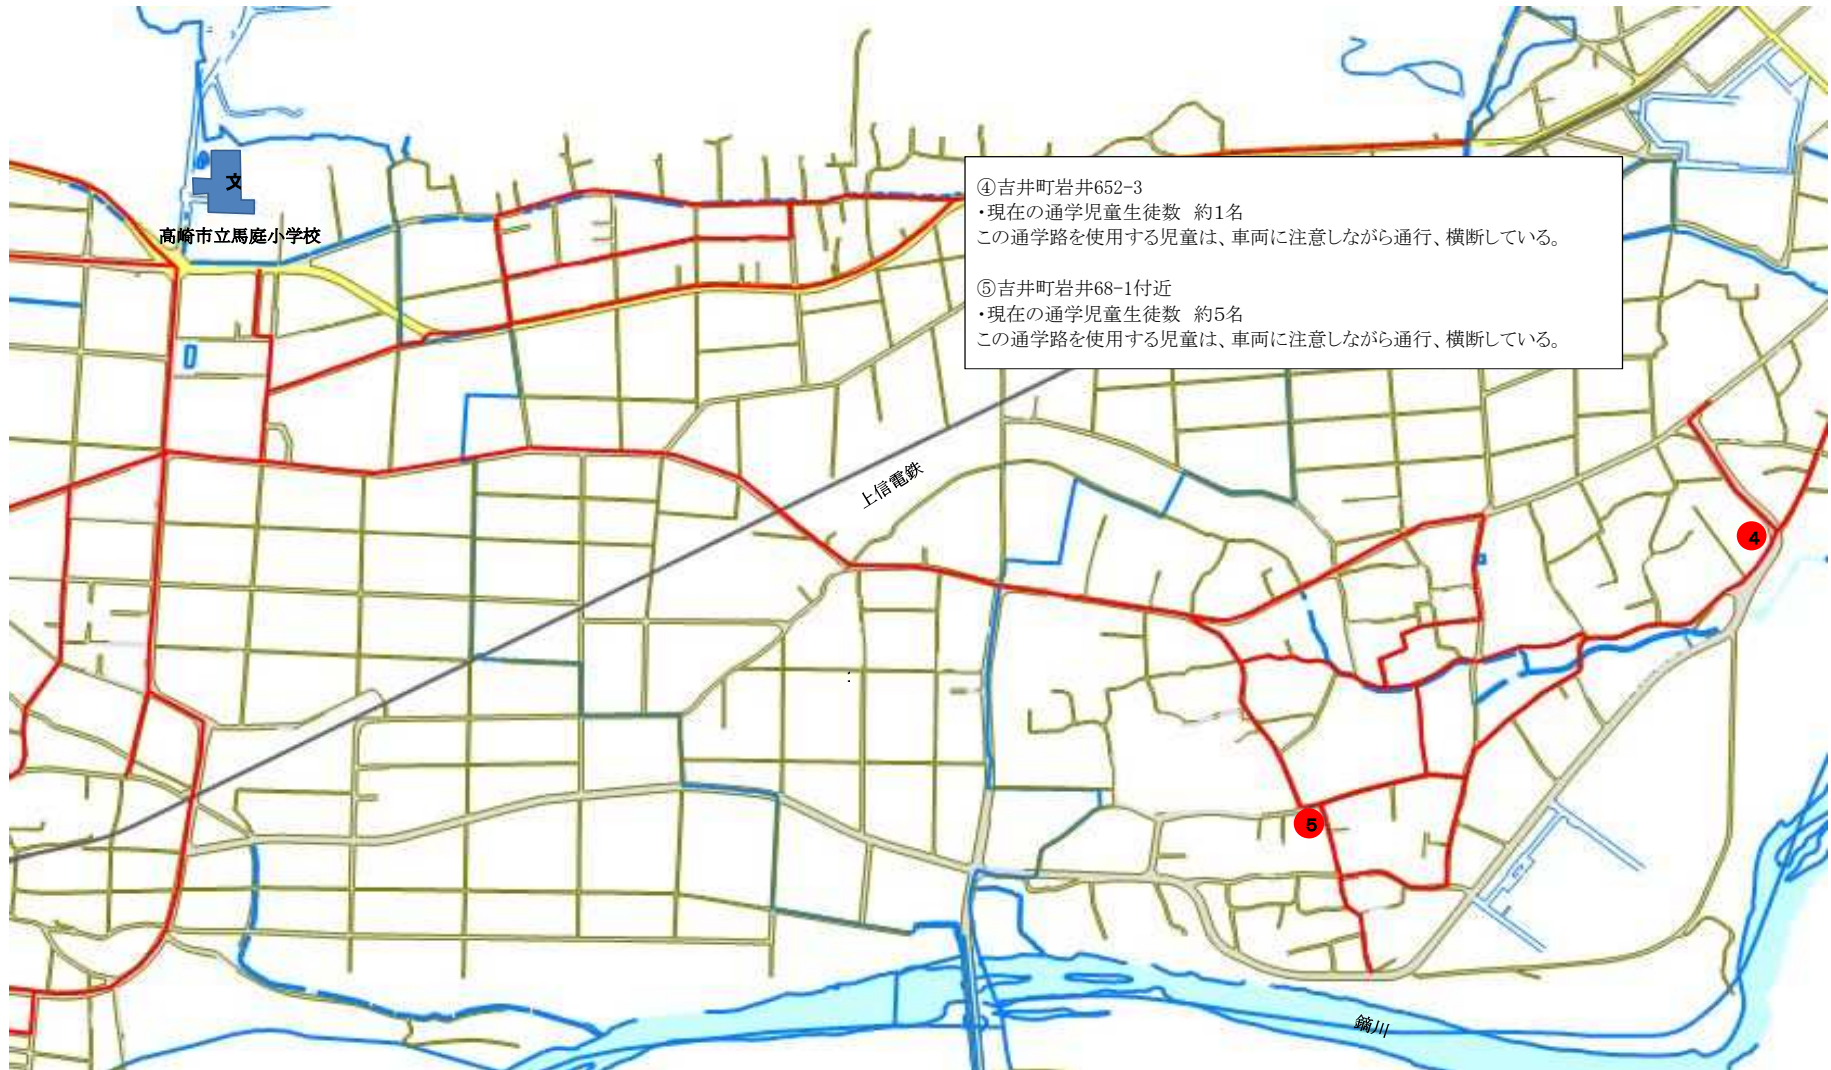 文
高崎市立馬庭小学校
④吉井町岩井652-3
・現在の通学児童生徒数 約1名
この通学路を使用する児童は、車両に注意しながら通行、横断している。
⑤吉井町岩井68-1付近
・現在の通学児童生徒数 約5名
この通学路を使用する児童は、車両に注意しながら通行、横断している。
上信電鉄
4
5
鏑川